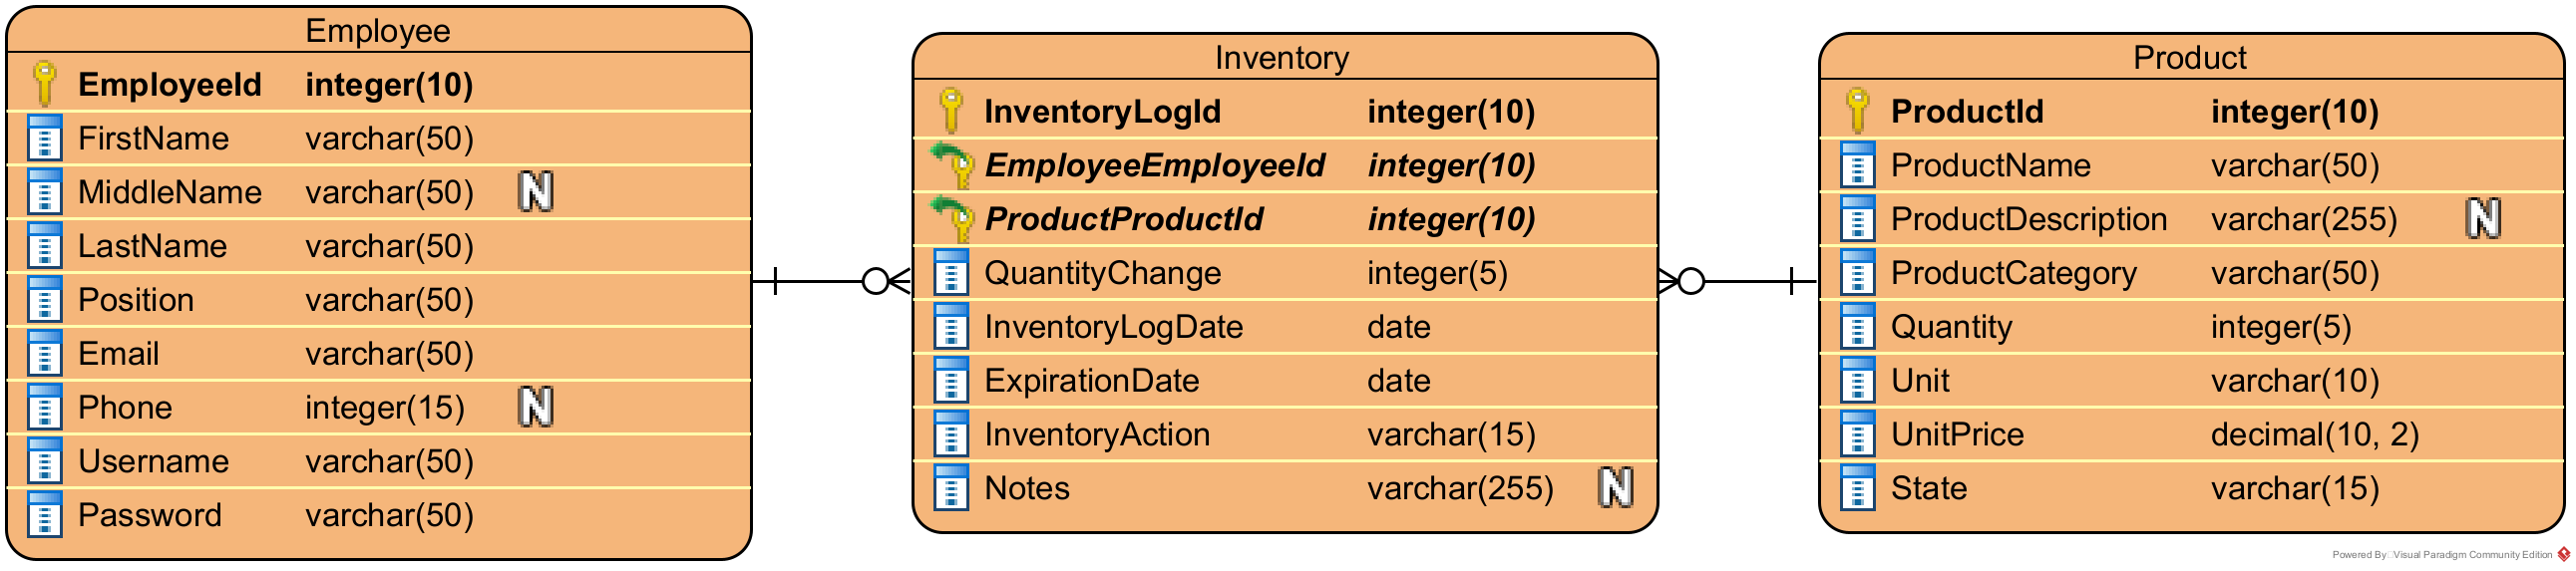 Employee
EmployeeId integer(10)
FirstName varchar(50)
MiddleName varchar(50) N
LastName varchar(50)
Position varchar(50)
Email varchar(50)
Phone integer(15) N
Username varchar(50)
Password varchar(50)
Inventory
InventoryLogId integer(10)
EmployeeEmployeeId integer(10)
ProductProductId integer(10)
QuantityChange integer(5)
InventoryLogDate date
ExpirationDate date
InventoryAction varchar(15)
Notes varchar(255) N
Product
ProductId integer(10)
ProductName varchar(50)
ProductDescription varchar(255) N
ProductCategory varchar(50)
Quantity integer(5)
Unit varchar(10)
UnitPrice decimal(10, 2)
State varchar(15)
Powered By Visual Paradigm Community Edition